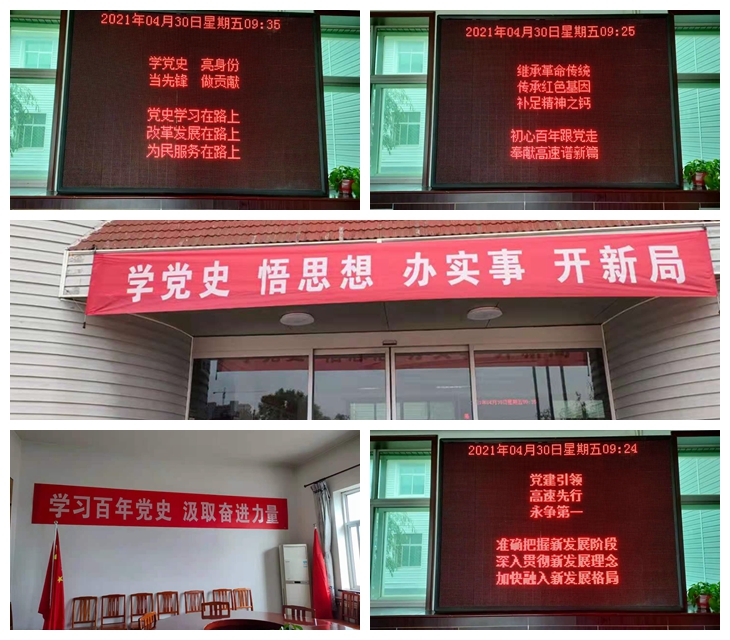 2021年04月30日星期五09:35
学党史 亮身份
当先锋 做贡献
党史学习在路上
改革发展在路上
为民服务在路上
2021年04月30日星期五09:25
继承革命传统
传承红色基因
补足精神之钙
初心百年跟党走
奉献高速谱新篇
学党史 悟思想 办实事 开新局
学习百年党史 汲取奋进力量
2021年04月30日星期五09:24
党建引领
高速先行
永争第一
准确把握新发展阶段
深入贯彻新发展理念
加快融入新发展格局